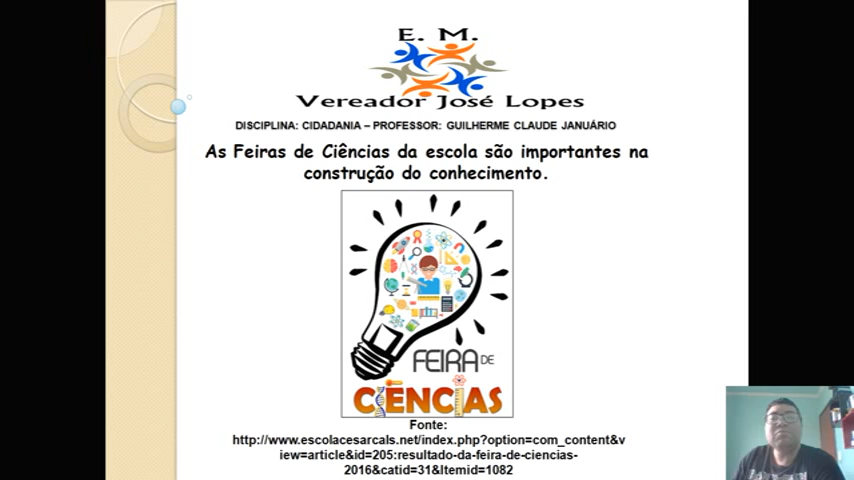 E. M.
Vereador José Lopes
DISCIPLINA: CIDADANIA – PROFESSOR: GUILHERME CLAUDE JANUÁRIO
As Feiras de Ciências da escola são importantes na
construção do conhecimento.
FEIRA DE
CIÊNCIAS
Fonte:
http://www.escolacesarcals.net/index.php?option=com_content&v
iew=article&id=205:resultado-da-feira-de-ciencias-
2016&catid=31&Itemid=1082